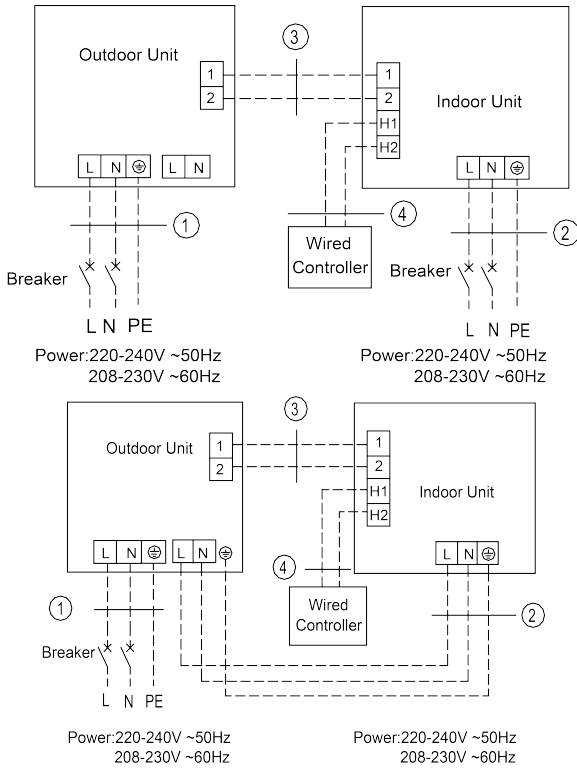 ③
Outdoor Unit
1
2
1
2
H1
H2
Indoor Unit
L N
L N
L N
①
④
②
Wired
Controller
Breaker
Breaker
L N PE
L N PE
Power:220-240V ~50Hz
208-230V ~60Hz
Power:220-240V ~50Hz
208-230V ~60Hz
③
Outdoor Unit
1
2
1
2
H1
H2
Indoor Unit
L N
L N
L N
④
①
②
Wired
Controller
Breaker
L N PE
Power:220-240V ~50Hz
208-230V ~60Hz
Power:220-240V ~50Hz
208-230V ~60Hz